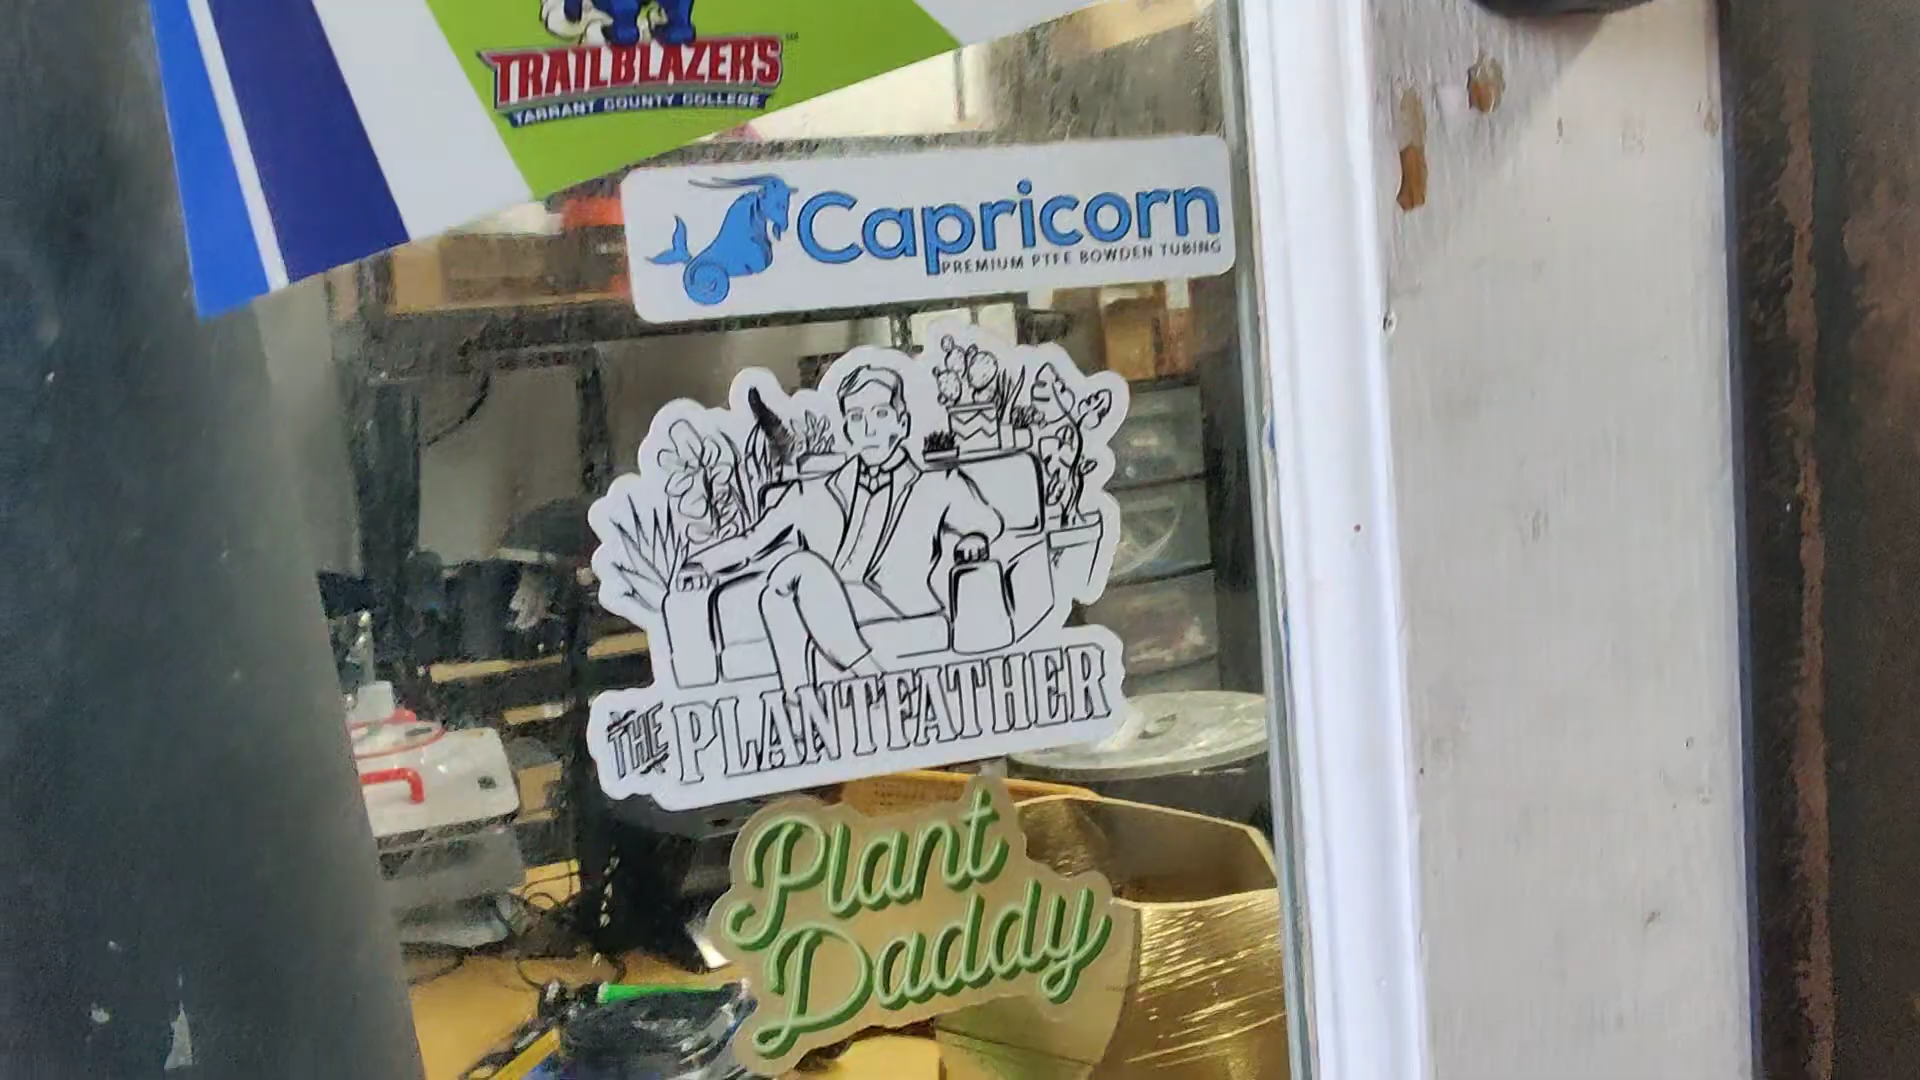 TRAILBLAZERS
TARRANT COUNTY COLLEGE
Capricorn
PREMIUM PTFE BOWDEN TUBING
THE PLANTFATHER
Plant
Daddy